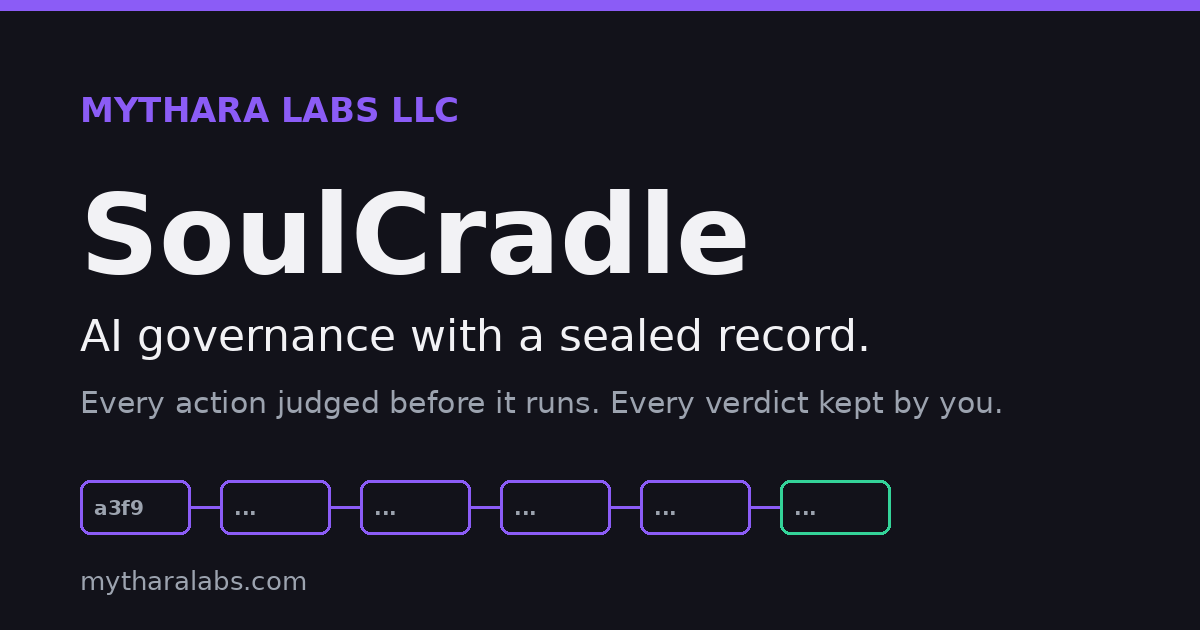 MYTHARA LABS LLC
SoulCradle
AI governance with a sealed record.
Every action judged before it runs. Every verdict kept by you.
a3f9 ... ... ... ... ...
mytharalabs.com